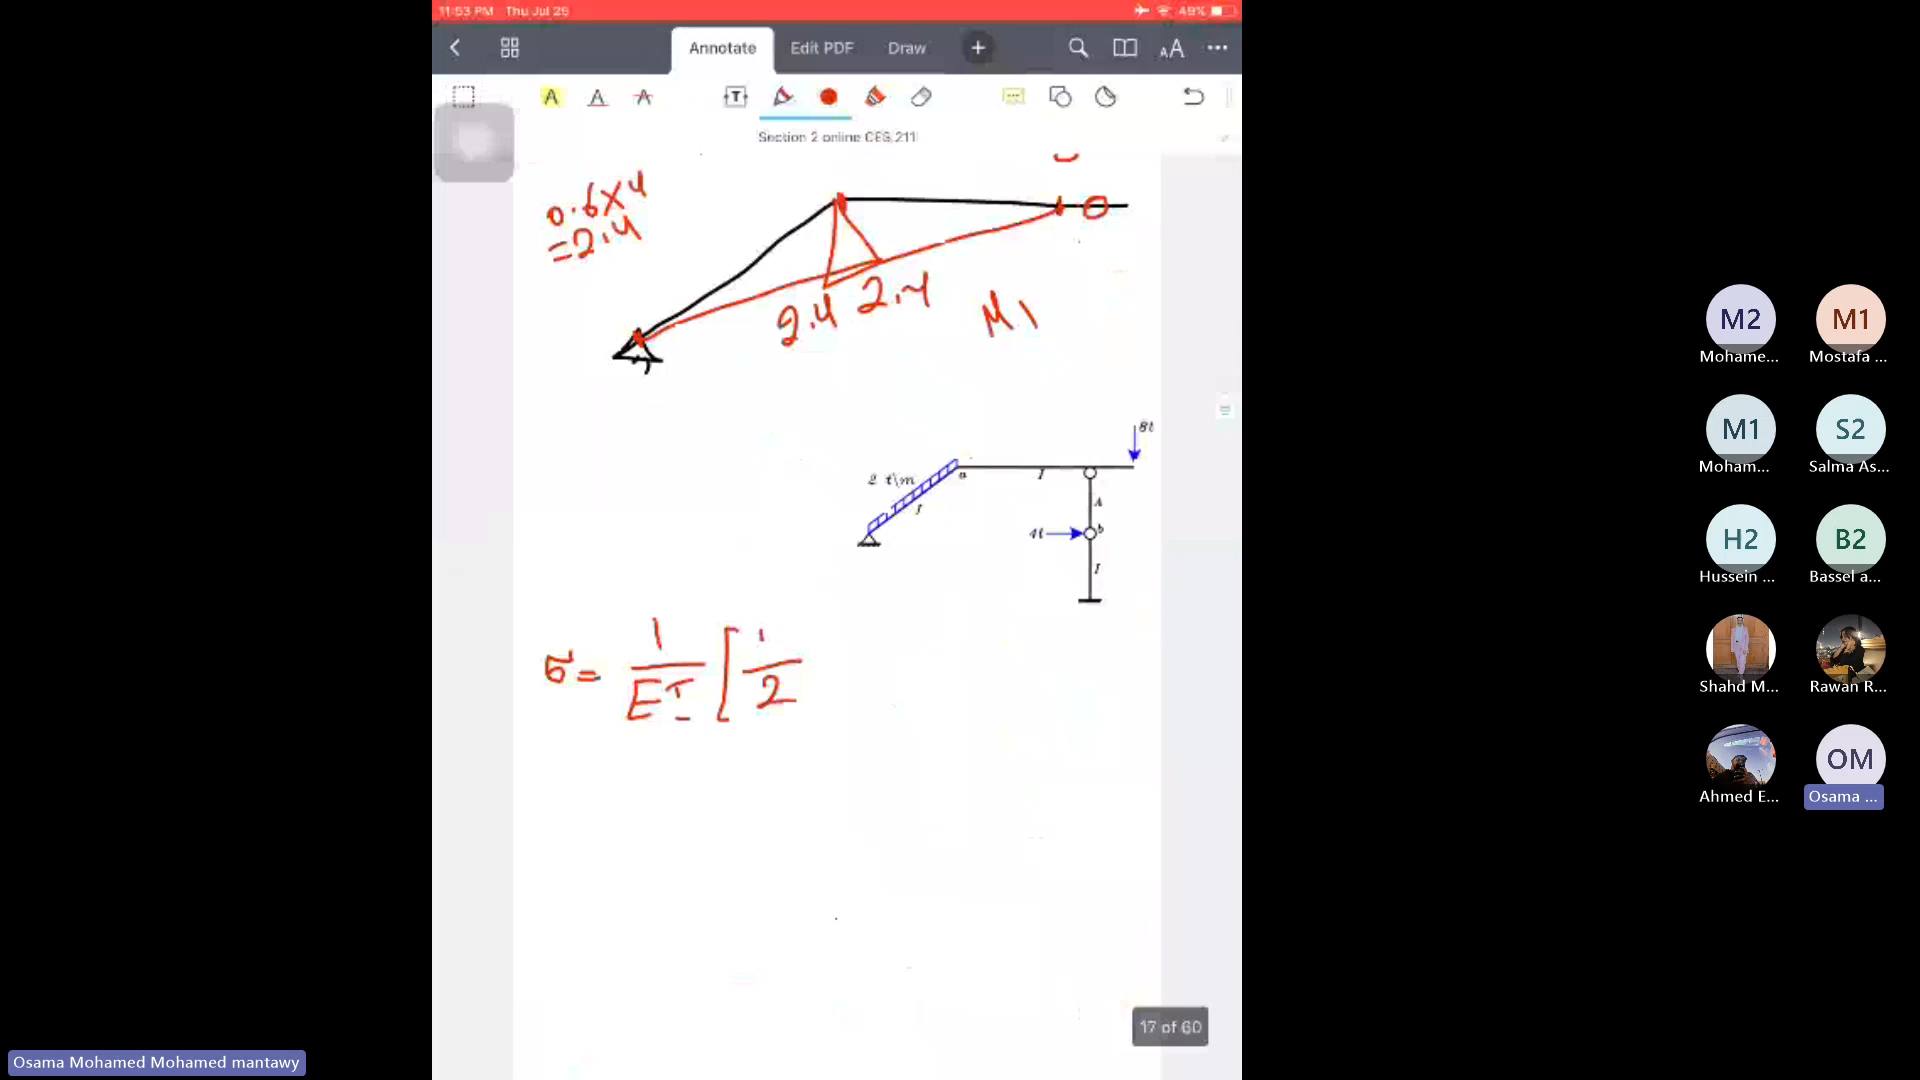 11:53 PM Thu Jul 25
49%
Annotate
Edit PDF
Draw
Section 2 online CES,211
0.6X4
=2.4
2.4
2.4
M1
8t
2 t\m
I
a
I
A
4t
b
I
δ = 1/EI [ 1/2
17 of 60
M2
Mohame...
M1
Mostafa ...
M1
Moham...
S2
Salma As...
H2
Hussein ...
B2
Bassel a...
Shahd M...
Rawan R...
Ahmed E...
OM
Osama ...
Osama Mohamed Mohamed mantawy